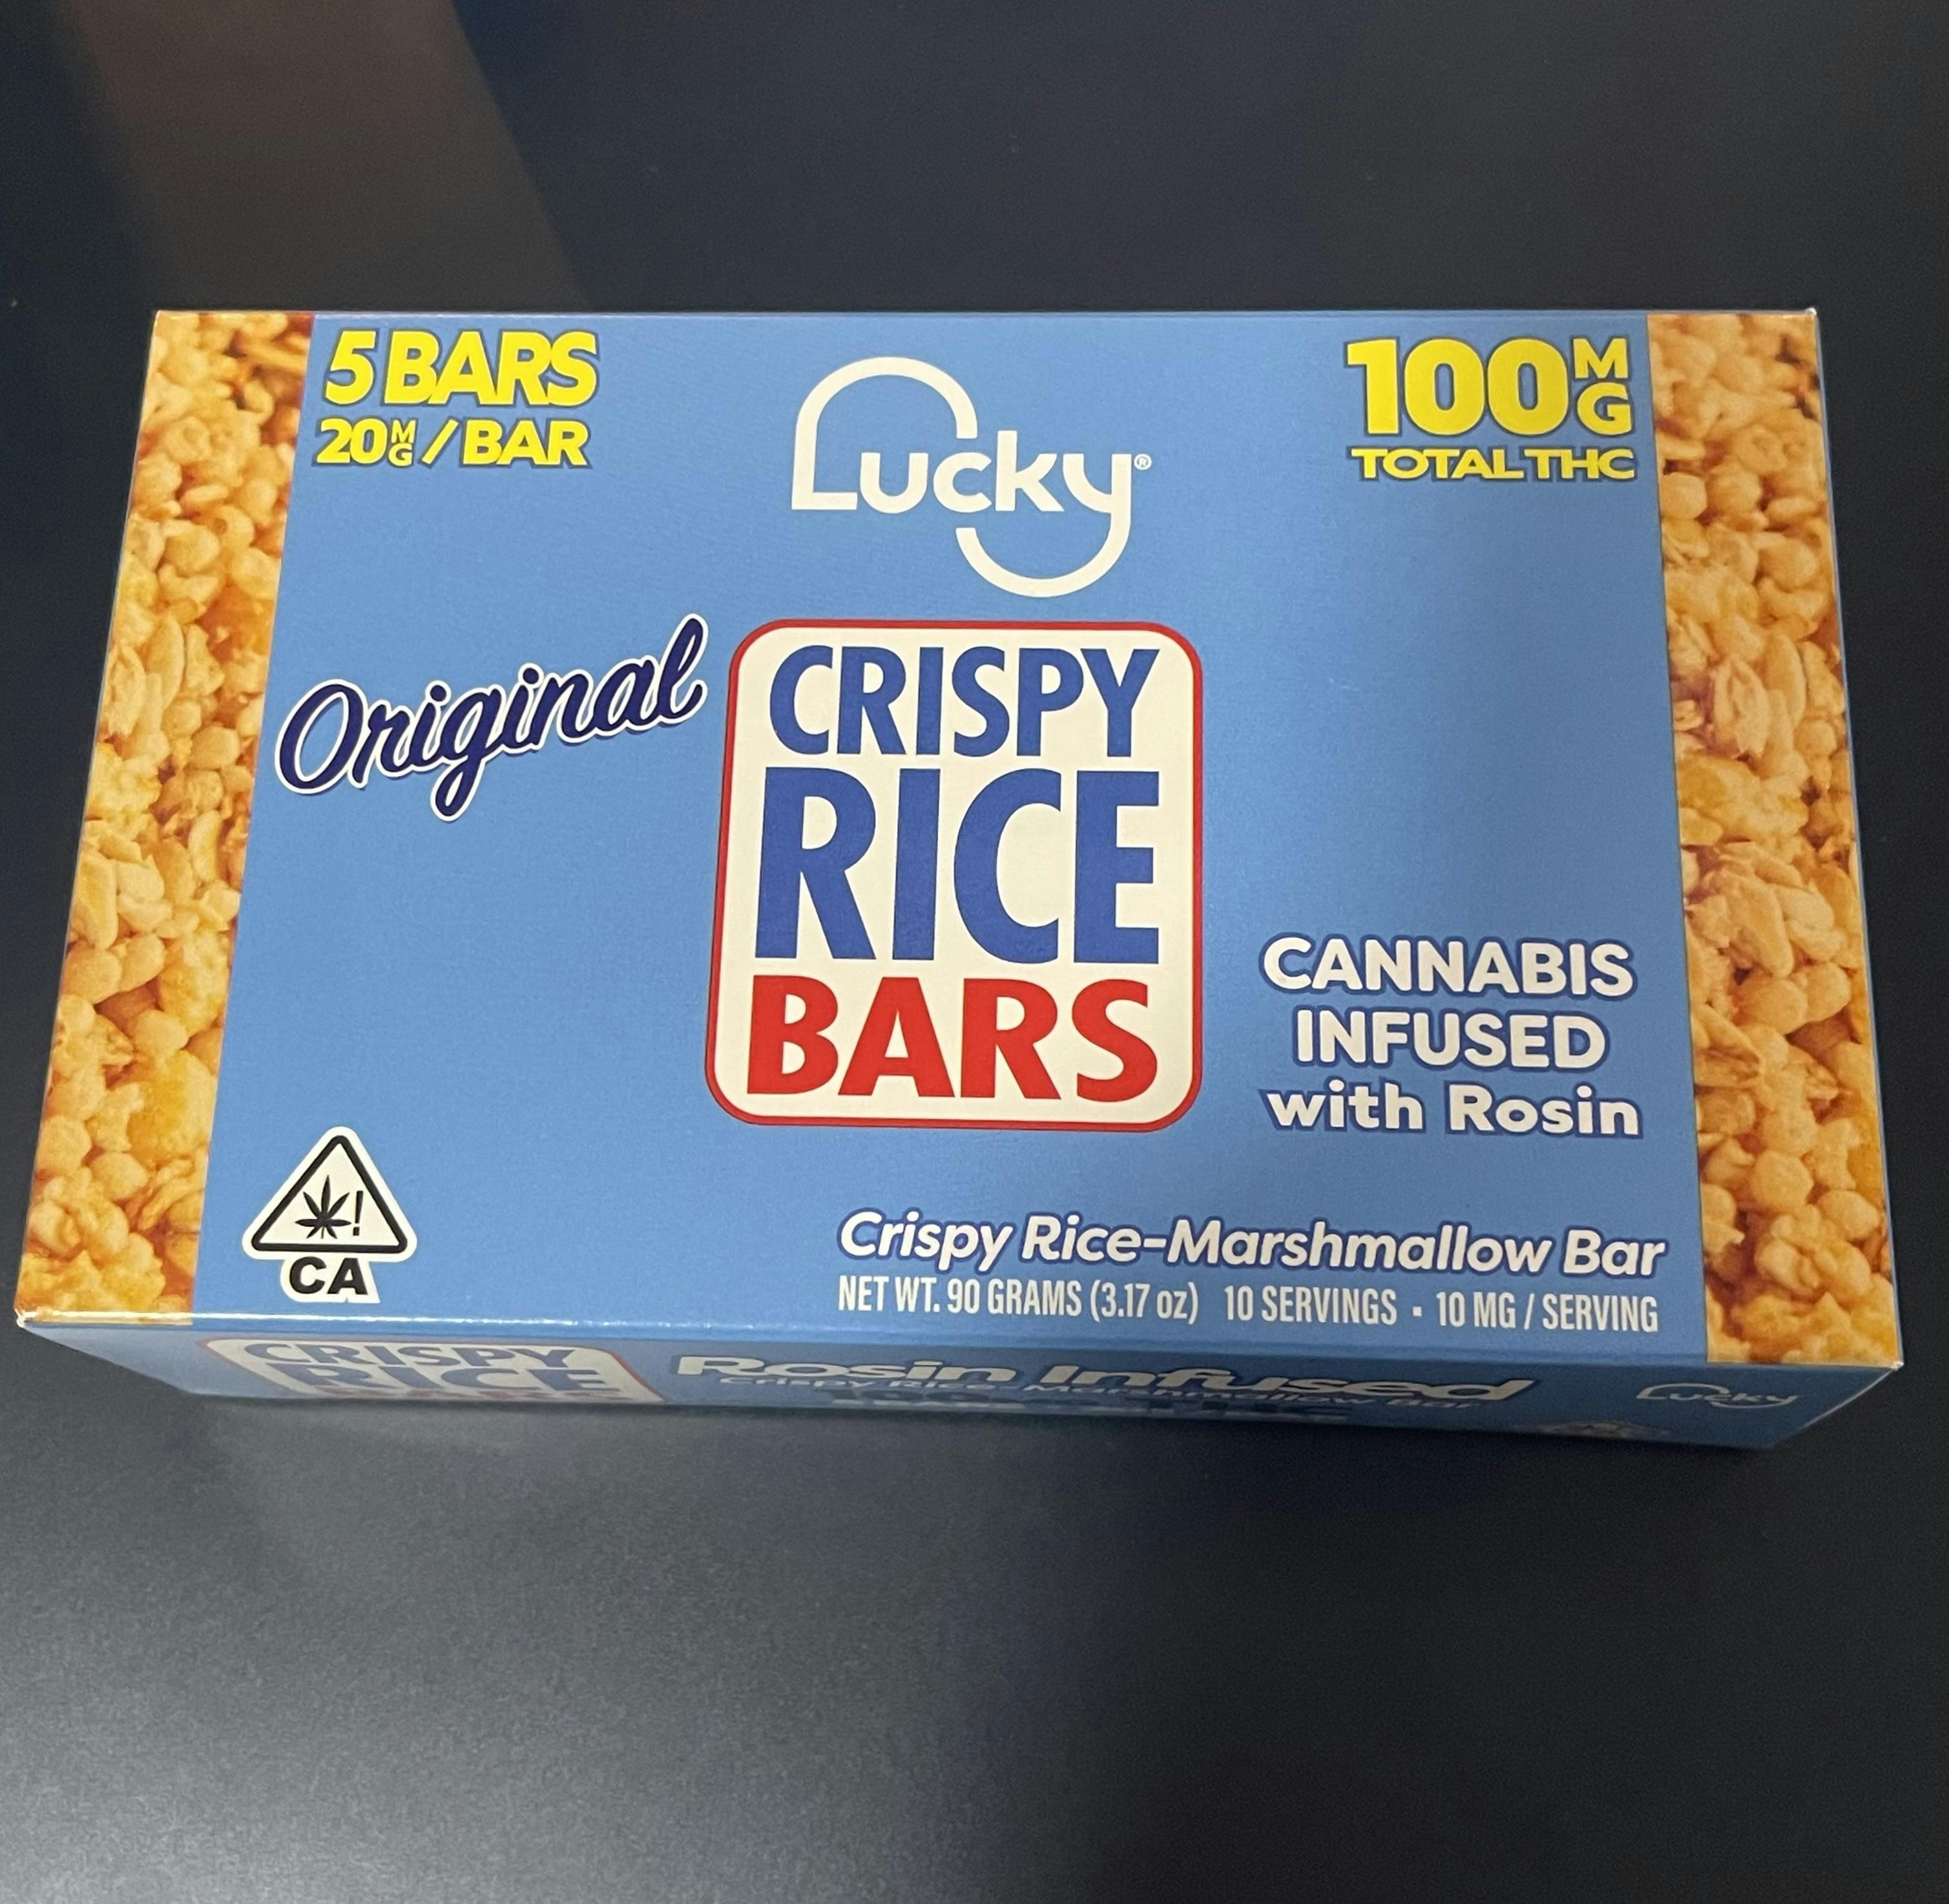 5 BARS
20MG / BAR
Lucky®
100MG
TOTAL THC
Original
CRISPY
RICE
BARS
CANNABIS
INFUSED
with Rosin
!
CA
Crispy Rice-Marshmallow Bar
NET WT. 90 GRAMS (3.17 oz) 10 SERVINGS ▪ 10 MG / SERVING
CRISPY
RICE
Rosin Infused
Crispy Rice-Marshmallow Bar
Lucky